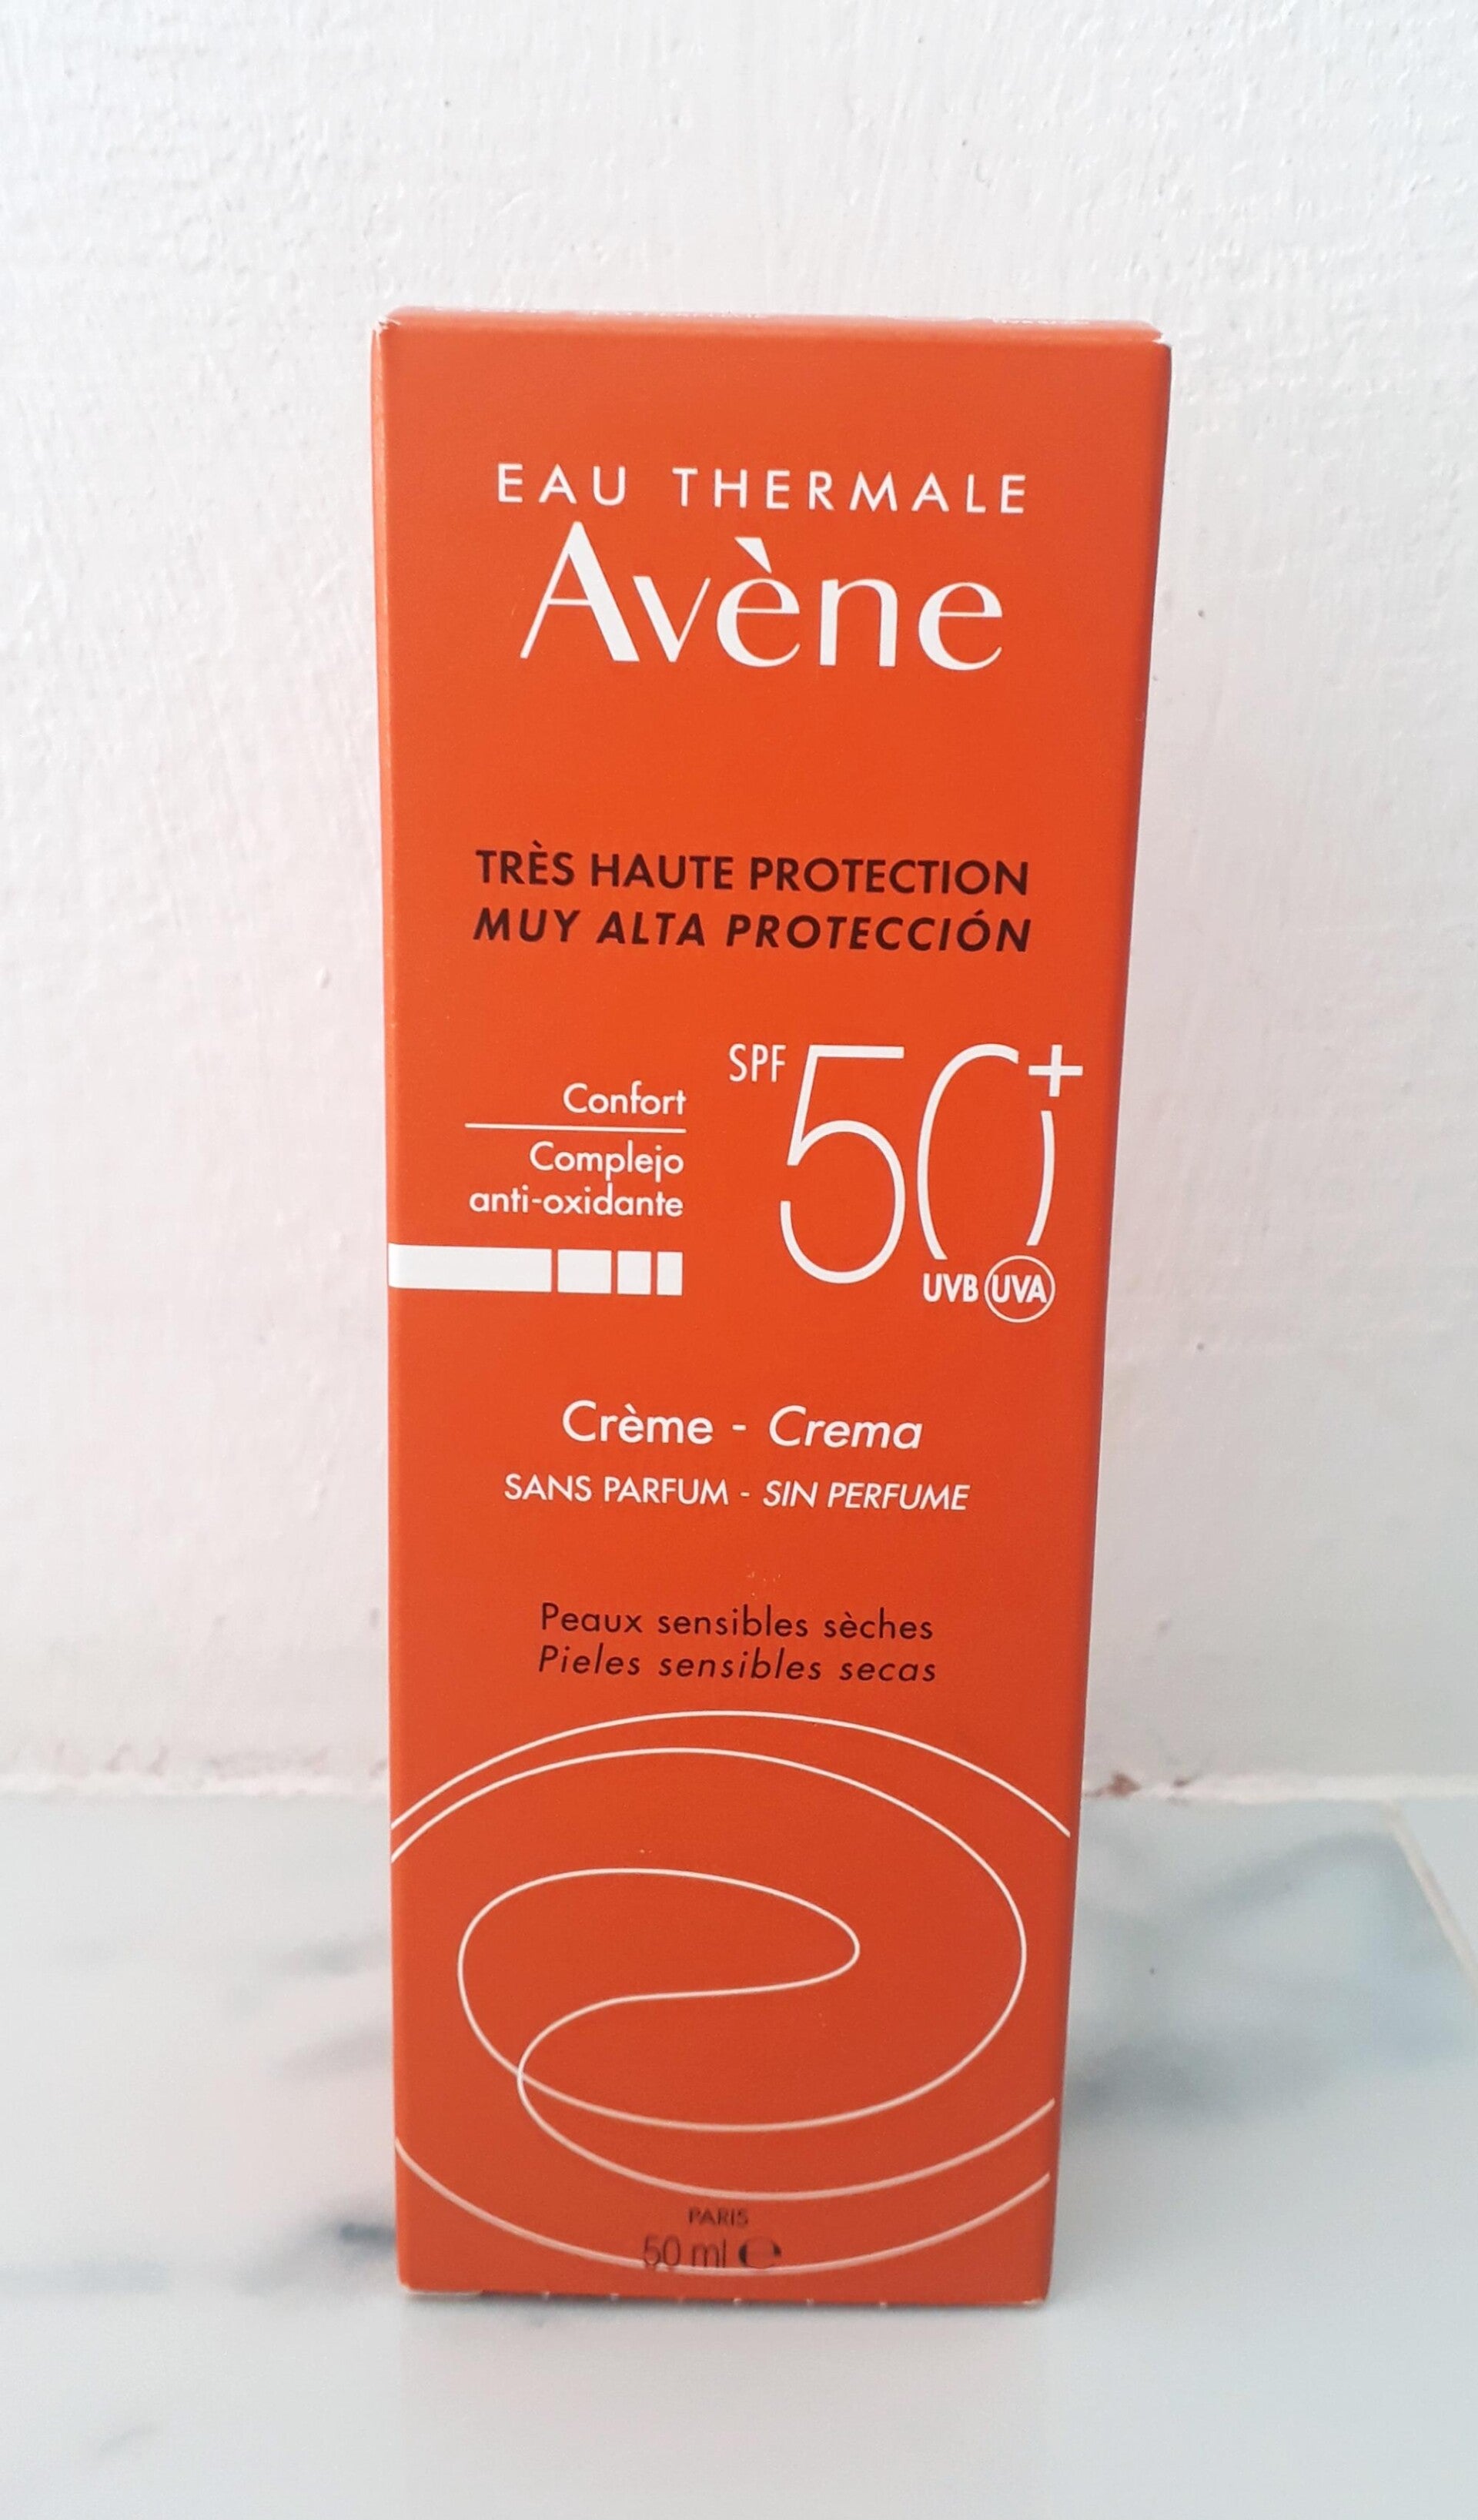 EAU THERMALE
Avène
TRÈS HAUTE PROTECTION
MUY ALTA PROTECCIÓN
SPF 50+
Confort
Complejo
anti-oxidante
UVB UVA
Crème - Crema
SANS PARFUM - SIN PERFUME
Peaux sensibles sèches
Pieles sensibles secas
PARIS
50 ml ℮